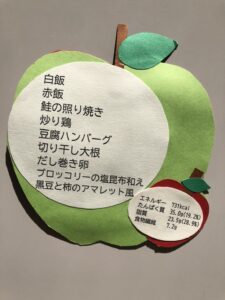 白飯
赤飯
鮭の照り焼き
炒り鶏
豆腐ハンバーグ
切り干し大根
だし巻き卵
ブロッコリーの塩昆布和え
黒豆と柿のアマレット風
エネルギー 731kcal
たんぱく質 35.0g(19.2%)
脂質 23.5g(28.9%)
食物繊維 7.2g